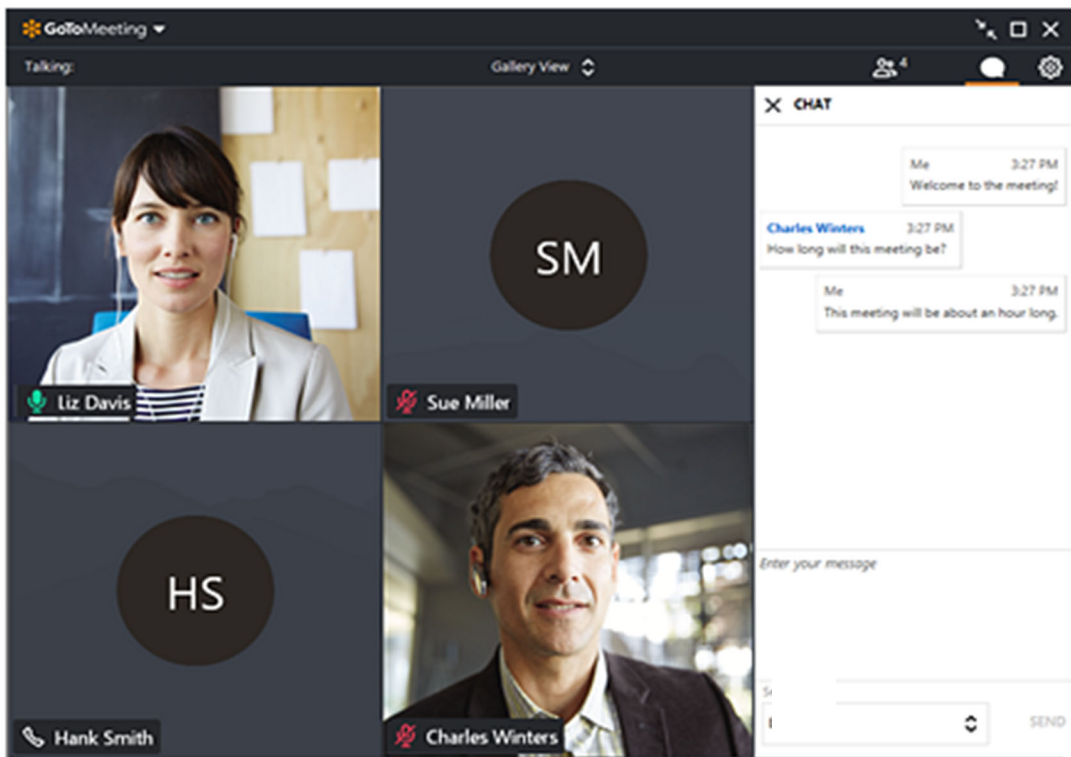 GoToMeeting
Talking:
Gallery View
4
CHAT
Me 3:27 PM
Welcome to the meeting!
Charles Winters 3:27 PM
How long will this meeting be?
Me 3:27 PM
This meeting will be about an hour long.
SM
Liz Davis
Sue Miller
HS
Enter your message
SEND
Hank Smith
Charles Winters